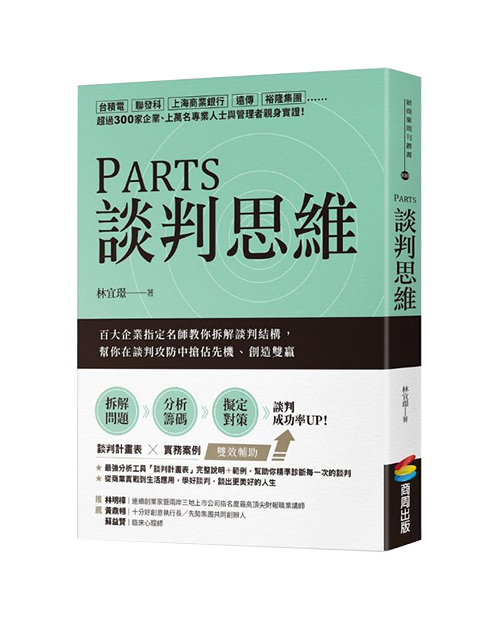 台積電 聯發科 上海商業銀行 遠傳 裕隆集團……
超過300家企業、上萬名專業人士與管理者親身實證！
PARTS
談判思維
林宜璟——著
百大企業指定名師教你拆解談判結構，
幫你在談判攻防中搶佔先機、創造雙贏
拆解問題 》 分析籌碼 》 擬定對策 》 談判成功率UP！
談判計畫表 × 實務案例 雙效輔助
★ 最強分析工具「談判計畫表」完整說明＋範例，幫助你精準診斷每一次的談判
★ 從商業實戰到生活應用，學好談判，談出更美好的人生
推薦
林明樟｜連續創業家暨兩岸三地上市公司指名度最高頂尖財報職業講師
黃鼎翎｜十分好創意執行長／先勢集團共同創辦人
蘇益賢｜臨床心理師
新商業周刊叢書
PARTS
談判思維
林宜璟——著
商周出版